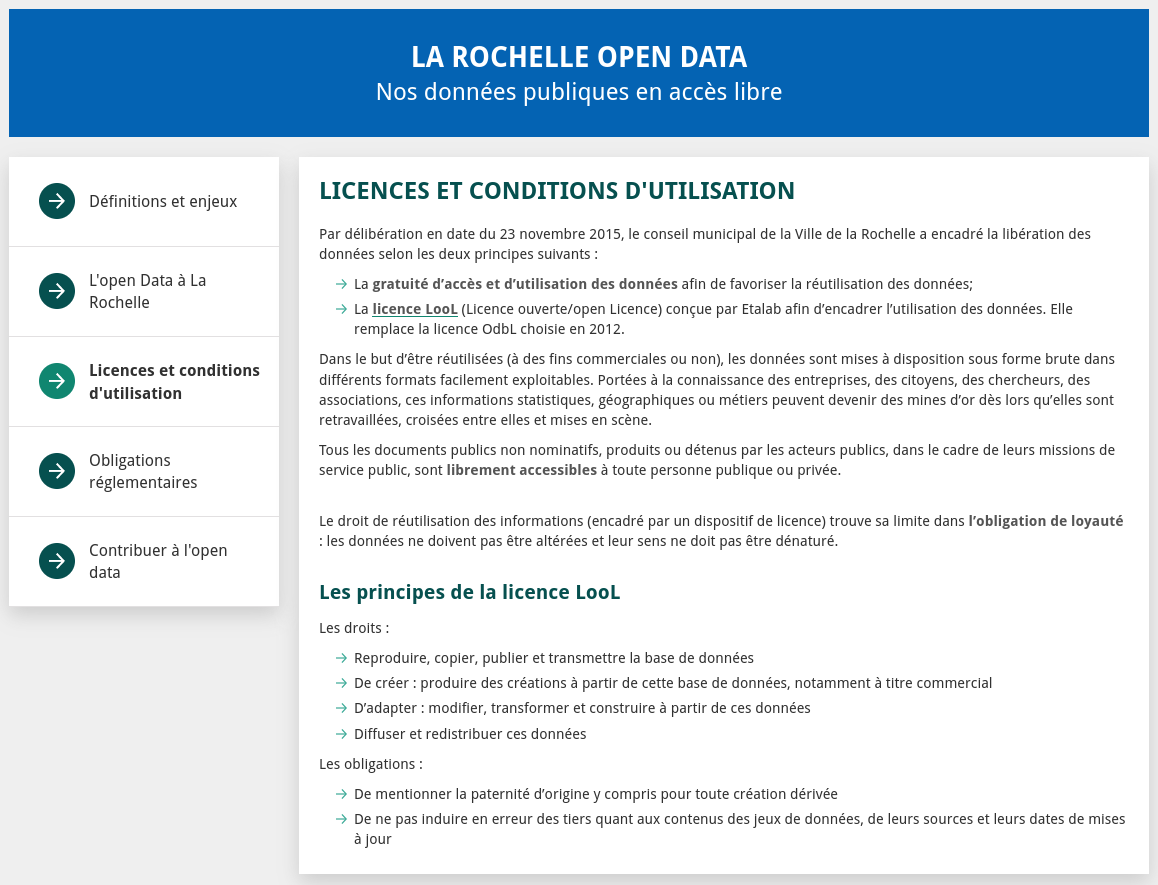 LA ROCHELLE OPEN DATA
Nos données publiques en accès libre
Définitions et enjeux
L'open Data à La
Rochelle
Licences et conditions
d'utilisation
Obligations
réglementaires
Contribuer à l'open
data
LICENCES ET CONDITIONS D'UTILISATION
Par délibération en date du 23 novembre 2015, le conseil municipal de la Ville de la Rochelle a encadré la libération des
données selon les deux principes suivants :
La gratuité d’accès et d’utilisation des données afin de favoriser la réutilisation des données;
La licence LooL (Licence ouverte/open Licence) conçue par Etalab afin d’encadrer l’utilisation des données. Elle
remplace la licence OdbL choisie en 2012.
Dans le but d’être réutilisées (à des fins commerciales ou non), les données sont mises à disposition sous forme brute dans
différents formats facilement exploitables. Portées à la connaissance des entreprises, des citoyens, des chercheurs, des
associations, ces informations statistiques, géographiques ou métiers peuvent devenir des mines d’or dès lors qu’elles sont
retravaillées, croisées entre elles et mises en scène.
Tous les documents publics non nominatifs, produits ou détenus par les acteurs publics, dans le cadre de leurs missions de
service public, sont librement accessibles à toute personne publique ou privée.
Le droit de réutilisation des informations (encadré par un dispositif de licence) trouve sa limite dans l’obligation de loyauté
: les données ne doivent pas être altérées et leur sens ne doit pas être dénaturé.
Les principes de la licence LooL
Les droits :
Reproduire, copier, publier et transmettre la base de données
De créer : produire des créations à partir de cette base de données, notamment à titre commercial
D’adapter : modifier, transformer et construire à partir de ces données
Diffuser et redistribuer ces données
Les obligations :
De mentionner la paternité d’origine y compris pour toute création dérivée
De ne pas induire en erreur des tiers quant aux contenus des jeux de données, de leurs sources et leurs dates de mises
à jour